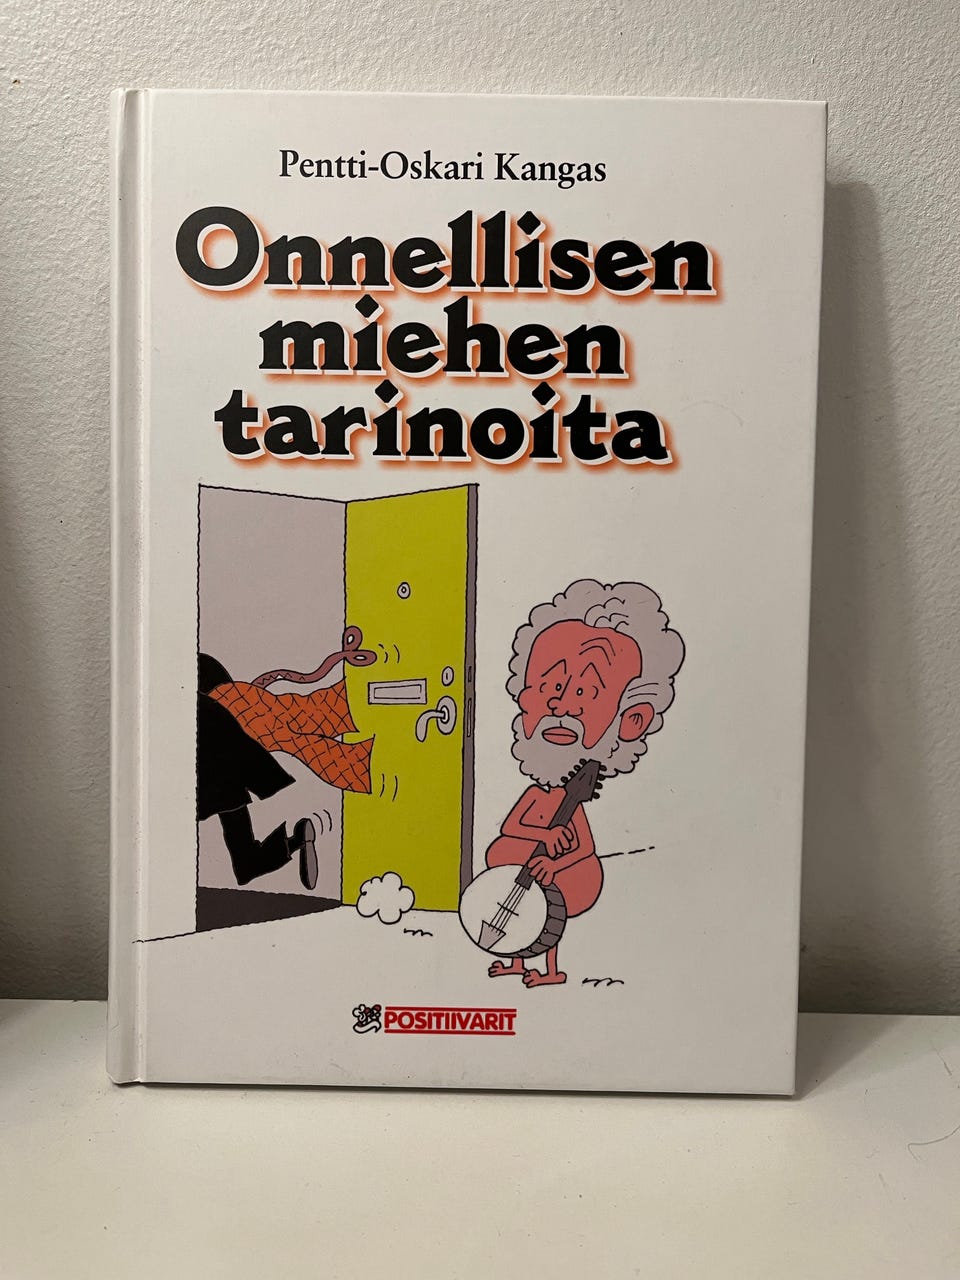 Pentti-Oskari Kangas
Onnellisen
miehen
tarinoita
POSITIIVARIT